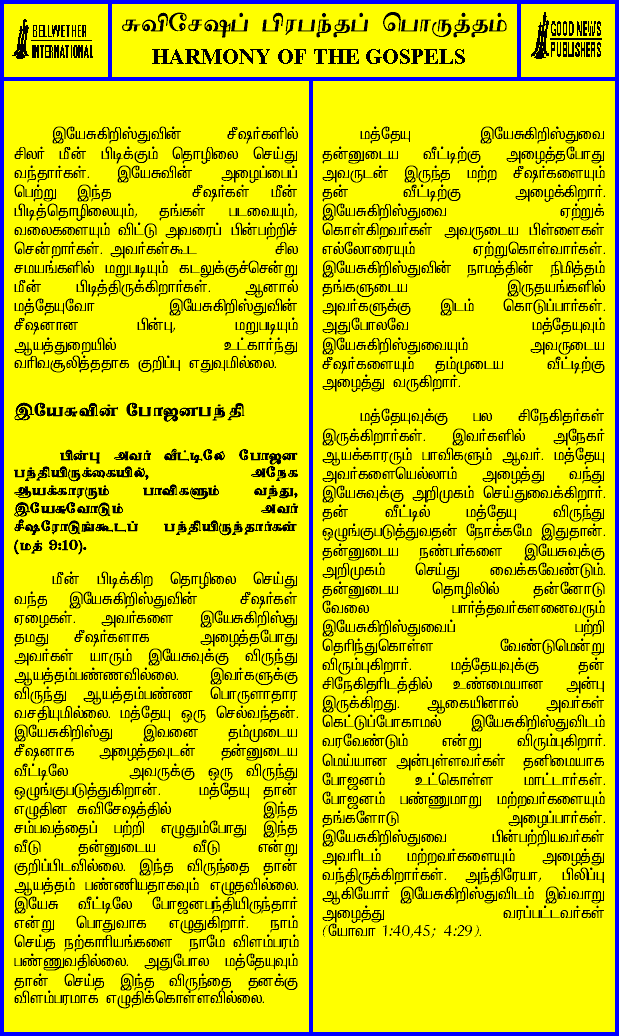 BELLWETHER
INTERNATIONAL
சுவிசேஷப் பிரபந்தப் பொருத்தம்
HARMONY OF THE GOSPELS
GOOD NEWS
PUBLISHERS
இயேசுகிறிஸ்துவின் சீஷர்களில்
சிலர் மீன் பிடிக்கும் தொழிலை செய்து
வந்தார்கள். இயேசுவின் அழைப்பைப்
பெற்று இந்த சீஷர்கள் மீன்
பிடித்தொழிலையும், தங்கள் படவையும்,
வலைகளையும் விட்டு அவரைப் பின்பற்றிச்
சென்றார்கள். அவர்கள்கூட சில
சமயங்களில் மறுபடியும் கடலுக்குச்சென்று
மீன் பிடித்திருக்கிறார்கள். ஆனால்
மத்தேயுவோ இயேசுகிறிஸ்துவின்
சீஷனான பின்பு, மறுபடியும்
ஆயத்துறையில் உட்கார்ந்து
வரிவசூலித்ததாக குறிப்பு எதுவுமில்லை.
இயேசுவின் போஜனபந்தி
பின்பு அவர் வீட்டிலே போஜன
பந்தியிருக்கையில், அநேக
ஆயக்காரரும் பாவிகளும் வந்து,
இயேசுவோடும் அவர்
சீஷரோடுங்கூடப் பந்தியிருந்தார்கள்
(மத் 9:10).
மீன் பிடிக்கிற தொழிலை செய்து
வந்த இயேசுகிறிஸ்துவின் சீஷர்கள்
ஏழைகள். அவர்களை இயேசுகிறிஸ்து
தமது சீஷர்களாக அழைத்தபோது
அவர்கள் யாரும் இயேசுவுக்கு விருந்து
ஆயத்தம்பண்ணவில்லை. இவர்களுக்கு
விருந்து ஆயத்தம்பண்ண பொருளாதார
வசதியுமில்லை. மத்தேயு ஒரு செல்வந்தன்.
இயேசுகிறிஸ்து இவனை தம்முடைய
சீஷனாக அழைத்தவுடன் தன்னுடைய
வீட்டிலே அவருக்கு ஒரு விருந்து
ஒழுங்குபடுத்துகிறான். மத்தேயு தான்
எழுதின சுவிசேஷத்தில் இந்த
சம்பவத்தைப் பற்றி எழுதும்போது இந்த
வீடு தன்னுடைய வீடு என்று
குறிப்பிடவில்லை. இந்த விருந்தை தான்
ஆயத்தம் பண்ணியதாகவும் எழுதவில்லை.
இயேசு வீட்டிலே போஜனபந்தியிருந்தார்
என்று பொதுவாக எழுதுகிறார். நாம்
செய்த நற்காரியங்களை நாமே விளம்பரம்
பண்ணுவதில்லை. அதுபோல மத்தேயுவும்
தான் செய்த இந்த விருந்தை தனக்கு
விளம்பரமாக எழுதிக்கொள்ளவில்லை.
மத்தேயு இயேசுகிறிஸ்துவை
தன்னுடைய வீட்டிற்கு அழைத்தபோது
அவருடன் இருந்த மற்ற சீஷர்களையும்
தன் வீட்டிற்கு அழைக்கிறார்.
இயேசுகிறிஸ்துவை ஏற்றுக்
கொள்கிறவர்கள் அவருடைய பிள்ளைகள்
எல்லோரையும் ஏற்றுகொள்வார்கள்.
இயேசுகிறிஸ்துவின் நாமத்தின் நிமித்தம்
தங்களுடைய இருதயங்களில்
அவர்களுக்கு இடம் கொடுப்பார்கள்.
அதுபோலவே மத்தேயுவும்
இயேசுகிறிஸ்துவையும் அவருடைய
சீஷர்களையும் தம்முடைய வீட்டிற்கு
அழைத்து வருகிறார்.
மத்தேயுவுக்கு பல சிநேகிதர்கள்
இருக்கிறார்கள். இவர்களில் அநேகர்
ஆயக்காரரும் பாவிகளும் ஆவர். மத்தேயு
அவர்களையெல்லாம் அழைத்து வந்து
இயேசுவுக்கு அறிமுகம் செய்துவைக்கிறார்.
தன் வீட்டில் மத்தேயு விருந்து
ஒழுங்குபடுத்துவதன் நோக்கமே இதுதான்.
தன்னுடைய நண்பர்களை இயேசுவுக்கு
அறிமுகம் செய்து வைக்கவேண்டும்.
தன்னுடைய தொழிலில் தன்னோடு
வேலை பார்த்தவர்களனைவரும்
இயேசுகிறிஸ்துவைப் பற்றி
தெரிந்துகொள்ள வேண்டுமென்று
விரும்புகிறார். மத்தேயுவுக்கு தன்
சிநேகிதரிடத்தில் உண்மையான அன்பு
இருக்கிறது. ஆகையினால் அவர்கள்
கெட்டுப்போகாமல் இயேசுகிறிஸ்துவிடம்
வரவேண்டும் என்று விரும்புகிறார்.
மெய்யான அன்புள்ளவர்கள் தனிமையாக
போஜனம் உட்கொள்ள மாட்டார்கள்.
போஜனம் பண்ணுமாறு மற்றவர்களையும்
தங்களோடு அழைப்பார்கள்.
இயேசுகிறிஸ்துவை பின்பற்றியவர்கள்
அவரிடம் மற்றவர்களையும் அழைத்து
வந்திருக்கிறார்கள். அந்திரேயா, பிலிப்பு
ஆகியோர் இயேசுகிறிஸ்துவிடம் இவ்வாறு
அழைத்து வரப்பட்டவர்கள்
(யோவா 1:40,45; 4:29).